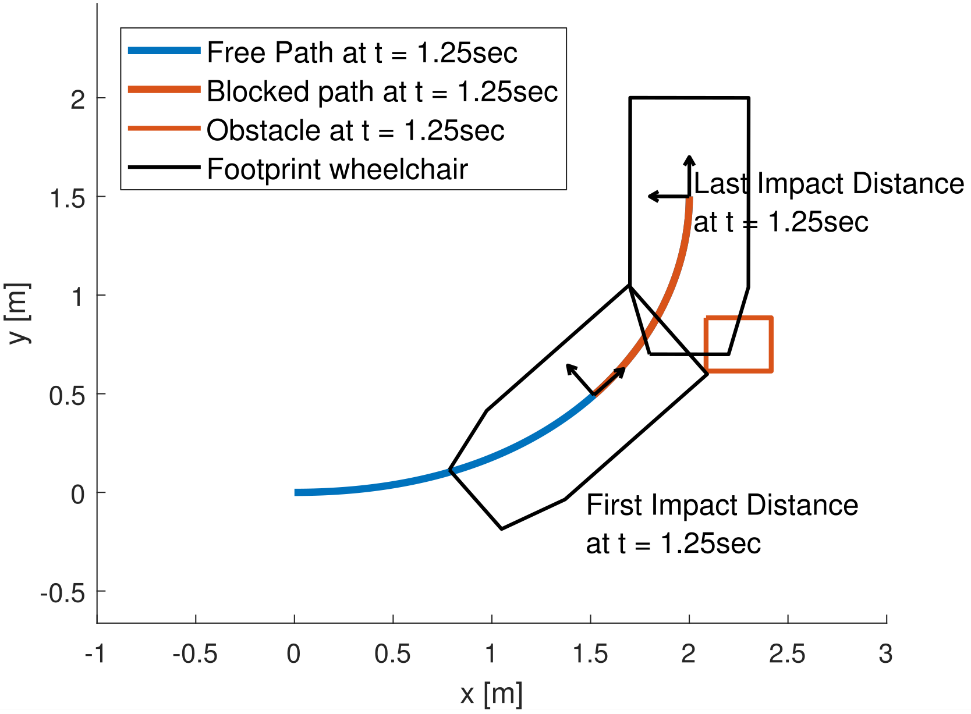 Free Path at t = 1.25sec
Blocked path at t = 1.25sec
Obstacle at t = 1.25sec
Footprint wheelchair
Last Impact Distance
at t = 1.25sec
First Impact Distance
at t = 1.25sec
y [m]
2
1.5
1
0.5
0
-0.5
-1
-0.5
0
0.5
1
1.5
2
2.5
3
x [m]